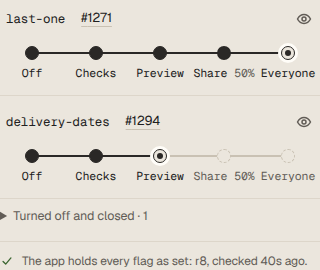 last-one #1271
Off Checks Preview Share 50% Everyone
delivery-dates #1294
Off Checks Preview Share 50% Everyone
Turned off and closed · 1
The app holds every flag as set: r8, checked 40s ago.